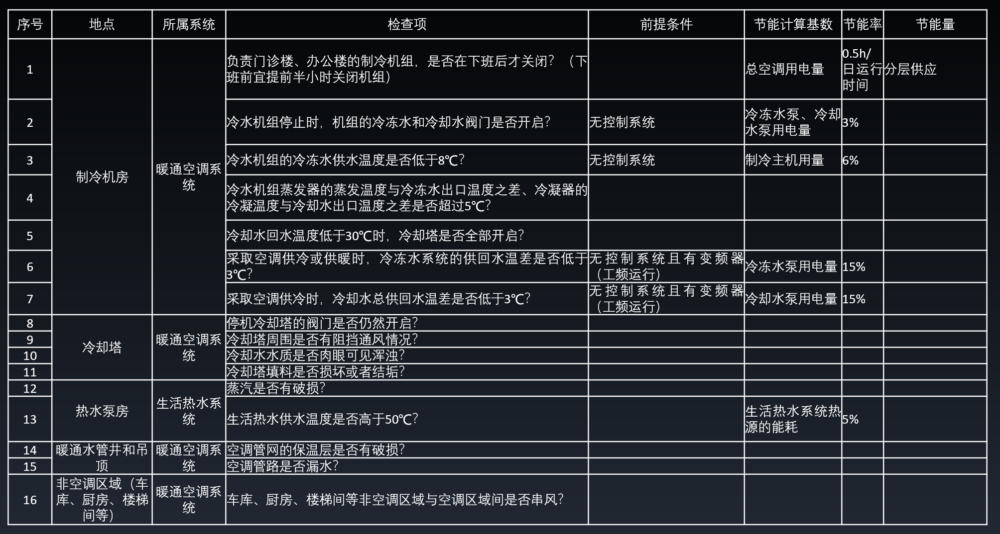 序号 地点 所属系统 检查项 前提条件 节能计算基数 节能率 节能量
1
制冷机房
暖通空调系
统
负责门诊楼、办公楼的制冷机组，是否在下班后才关闭？（下
班前宜提前半小时关闭机组）
总空调用电量
0.5h/
日运行
时间
分层供应
2
冷水机组停止时，机组的冷冻水和冷却水阀门是否开启？
无控制系统
冷冻水泵、冷却
水泵用电量
3%
3
冷水机组的冷冻水供水温度是否低于8℃？
无控制系统
制冷主机用量
6%
4
冷水机组蒸发器的蒸发温度与冷冻水出口温度之差、冷凝器的
冷凝温度与冷却水出口温度之差是否超过5℃？
5
冷却水回水温度低于30℃时，冷却塔是否全部开启？
6
采取空调供冷或供暖时，冷冻水系统的供回水温差是否低于
3℃？
无控制系统且有变频器
（工频运行）
冷冻水泵用电量
15%
7
采取空调供冷时，冷却水总供回水温差是否低于3℃？
无控制系统且有变频器
（工频运行）
冷却水泵用电量
15%
8
冷却塔
暖通空调系
统
停机冷却塔的阀门是否仍然开启？
9
冷却塔周围是否有阻挡通风情况？
10
冷却水水质是否肉眼可见浑浊？
11
冷却塔填料是否损坏或者结垢？
12
热水泵房
生活热水系
统
蒸汽是否有破损？
13
生活热水供水温度是否高于50℃？
生活热水系统热
源的能耗
5%
14
暖通水管井和吊
顶
暖通空调系
统
空调管网的保温层是否有破损？
15
空调管路是否漏水？
16
非空调区域（车
库、厨房、楼梯
间等）
暖通空调系
统
车库、厨房、楼梯间等非空调区域与空调区域间是否串风？